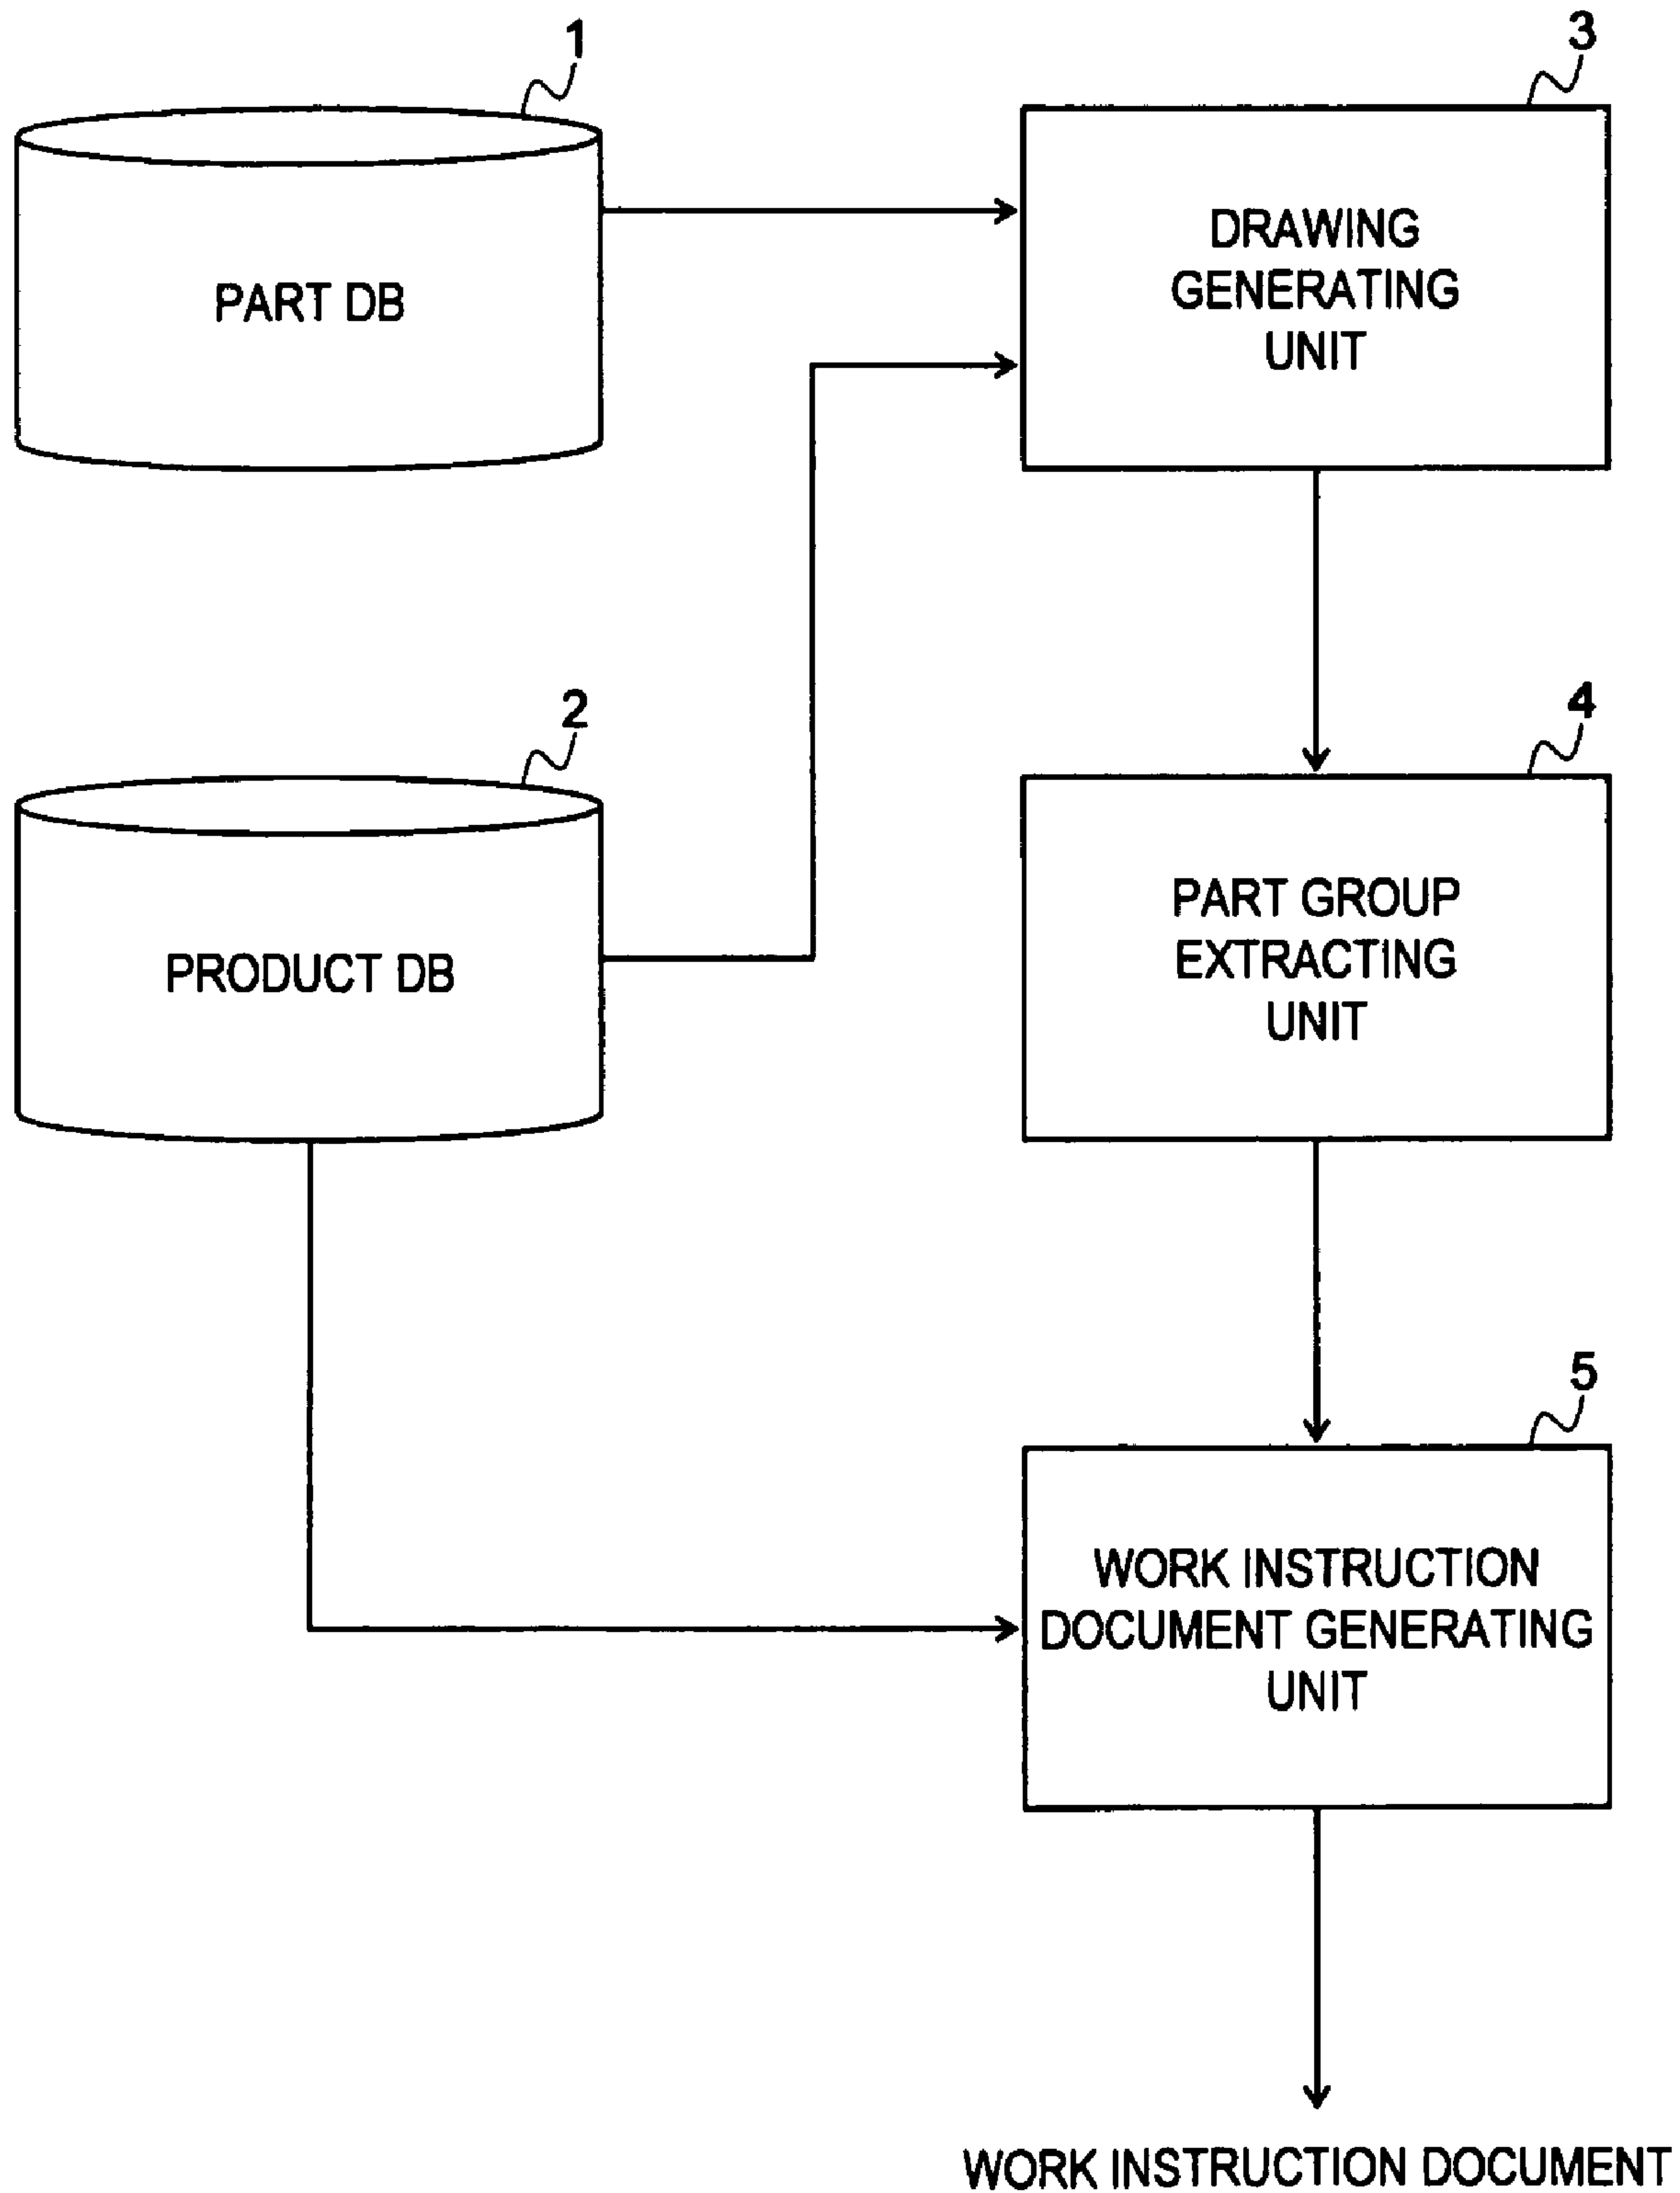 1
PART DB
3
DRAWING
GENERATING
UNIT
2
PRODUCT DB
4
PART GROUP
EXTRACTING
UNIT
5
WORK INSTRUCTION
DOCUMENT GENERATING
UNIT
WORK INSTRUCTION DOCUMENT